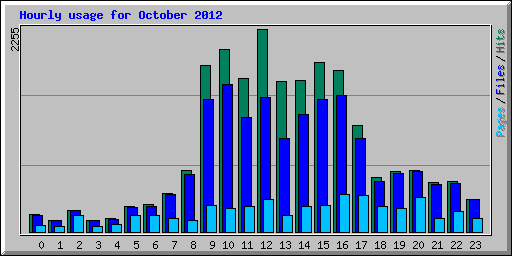 Hourly usage for October 2012
2255
Pages / Files / Hits
0 1 2 3 4 5 6 7 8 9 10 11 12 13 14 15 16 17 18 19 20 21 22 23